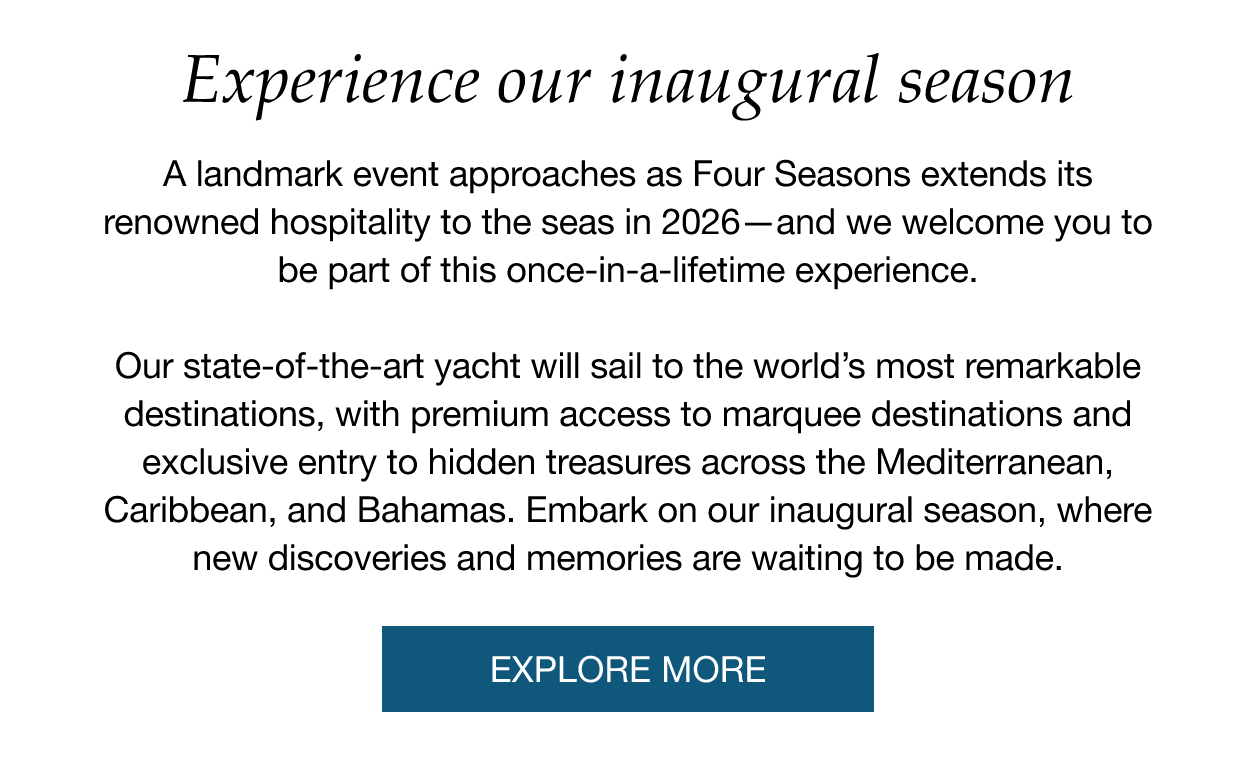 Experience our inaugural season
A landmark event approaches as Four Seasons extends its
renowned hospitality to the seas in 2026—and we welcome you to
be part of this once-in-a-lifetime experience.
Our state-of-the-art yacht will sail to the world’s most remarkable
destinations, with premium access to marquee destinations and
exclusive entry to hidden treasures across the Mediterranean,
Caribbean, and Bahamas. Embark on our inaugural season, where
new discoveries and memories are waiting to be made.
EXPLORE MORE